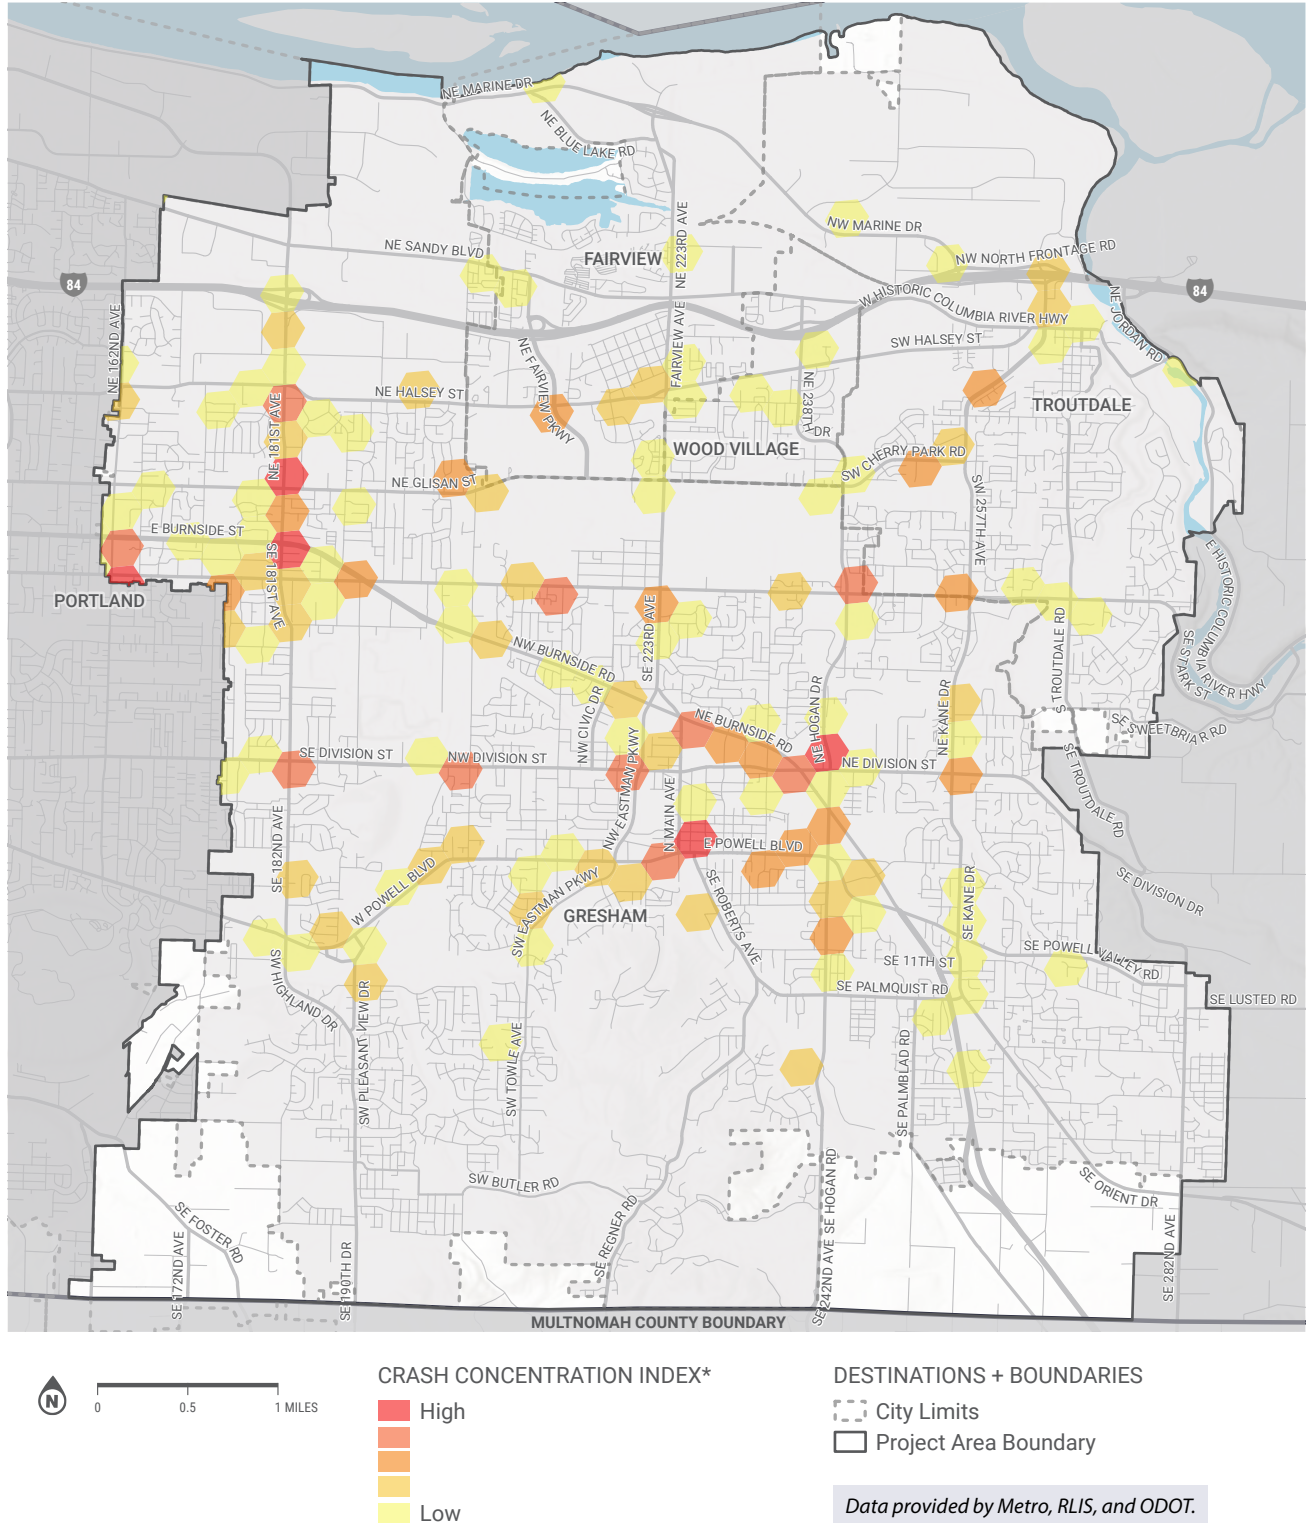 NE MARINE DR
NE BLUE LAKE RD
NE 223RD AVE
NW MARINE DR
NE SANDY BLVD
FAIRVIEW
NW NORTH FRONTAGE RD
84
84
W HISTORIC COLUMBIA RIVER HWY
NE JORDAN RD
NE 162ND AVE
FAIRVIEW AVE
SW HALSEY ST
NE FAIRVIEW PKWY
NE HALSEY ST
NE 181ST AVE
NE 238TH DR
TROUTDALE
WOOD VILLAGE
SW CHERRY PARK RD
NE GLISAN ST
SW 257TH AVE
E BURNSIDE ST
SE 181ST AVE
E HISTORIC COLUMBIA RIVER HWY
PORTLAND
SE 223RD AVE
S TROUTDALE RD
SE STARK ST
NW BURNSIDE RD
NW CIVIC DR
NE HOGAN DR
NE KANE DR
NE BURNSIDE RD
SE SWEETBRIAR RD
SE DIVISION ST
NW DIVISION ST
NE DIVISION ST
NW EASTMAN PKWY
SE TROUTDALE RD
N MAIN AVE
SE 182ND AVE
E POWELL BLVD
W POWELL BLVD
SE ROBERTS AVE
SE DIVISION DR
SW EASTMAN PKWY
GRESHAM
SE KANE DR
SE POWELL VALLEY RD
SE 11TH ST
SW HIGHLAND DR
SE PALMQUIST RD
SE LUSTED RD
SW PLEASANT VIEW DR
SW TOWLE AVE
SE PALMBLAD RD
SW BUTLER RD
SE ORIENT DR
SE FOSTER RD
SE REGNER RD
SE HOGAN RD
SE 172ND AVE
SE 190TH DR
SE 242ND AVE
SE 282ND AVE
MULTNOMAH COUNTY BOUNDARY
N
0 0.5 1 MILES
CRASH CONCENTRATION INDEX*
High
Low
DESTINATIONS + BOUNDARIES
City Limits
Project Area Boundary
Data provided by Metro, RLIS, and ODOT.